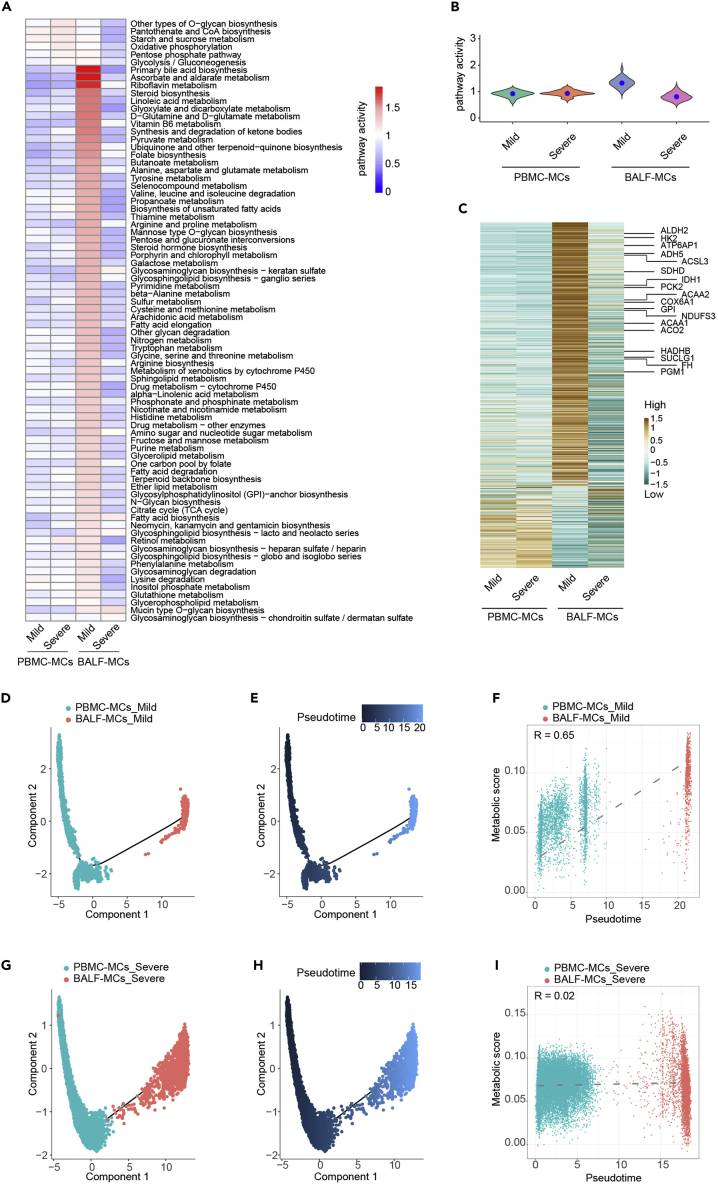 A
Other types of O-glycan biosynthesis
Pantothenate and CoA biosynthesis
Starch and sucrose metabolism
Oxidative phosphorylation
Pentose phosphate pathway
Glycolysis / Gluconeogenesis
Primary bile acid biosynthesis
Ascorbate and aldarate metabolism
Riboflavin metabolism
Steroid biosynthesis
Linoleic acid metabolism
Glyoxylate and dicarboxylate metabolism
D-Glutamine and D-glutamate metabolism
Vitamin B6 metabolism
Synthesis and degradation of ketone bodies
Pyruvate metabolism
Ubiquinone and other terpenoid-quinone biosynthesis
Folate biosynthesis
Butanoate metabolism
Alanine, aspartate and glutamate metabolism
Tyrosine metabolism
Selenocompound metabolism
Valine, leucine and isoleucine degradation
Propanoate metabolism
Biosynthesis of unsaturated fatty acids
Thiamine metabolism
Arginine and proline metabolism
Mannose type O-glycan biosynthesis
Pentose and glucuronate interconversions
Steroid hormone biosynthesis
Porphyrin and chlorophyll metabolism
Galactose metabolism
Glycosaminoglycan biosynthesis − keratan sulfate
Glycosphingolipid biosynthesis − ganglio series
Pyrimidine metabolism
beta-Alanine metabolism
Sulfur metabolism
Cysteine and methionine metabolism
Arachidonic acid metabolism
Fatty acid elongation
Other glycan degradation
Nitrogen metabolism
Tryptophan metabolism
Glycine, serine and threonine metabolism
Arginine biosynthesis
Metabolism of xenobiotics by cytochrome P450
Sphingolipid metabolism
Drug metabolism − cytochrome P450
alpha-Linolenic acid metabolism
Phosphonate and phosphinate metabolism
Nicotinate and nicotinamide metabolism
Histidine metabolism
Drug metabolism − other enzymes
Amino sugar and nucleotide sugar metabolism
Fructose and mannose metabolism
Purine metabolism
Glycerolipid metabolism
One carbon pool by folate
Fatty acid degradation
Terpenoid backbone biosynthesis
Ether lipid metabolism
Glycosylphosphatidylinositol (GPI)-anchor biosynthesis
N-Glycan biosynthesis
Citrate cycle (TCA cycle)
Fatty acid biosynthesis
Neomycin, kanamycin and gentamicin biosynthesis
Glycosphingolipid biosynthesis − lacto and neolacto series
Retinol metabolism
Glycosaminoglycan biosynthesis − heparan sulfate / heparin
Glycosphingolipid biosynthesis − globo and isoglobo series
Phenylalanine metabolism
Glycosaminoglycan degradation
Lysine degradation
Inositol phosphate metabolism
Glutathione metabolism
Glycerophospholipid metabolism
Mucin type O-glycan biosynthesis
Glycosaminoglycan biosynthesis − chondroitin sulfate / dermatan sulfate
Mild
Severe
Mild
Severe
PBMC-MCs BALF-MCs
pathway activity
1.5
1
0.5
0
B
pathway activity
3
2
1
0
Mild
Severe
Mild
Severe
PBMC-MCs
BALF-MCs
C
ALDH2
HK2
ATP6AP1
ADH5
ACSL3
SDHD
IDH1
PCK2
ACAA2
COX6A1
GPI
NDUFS3
ACAA1
ACO2
HADHB
SUCLG1
FH
PGM1
High
1.5
1
0.5
0
−0.5
−1
−1.5
Low
Mild
Severe
Mild
Severe
PBMC-MCs
BALF-MCs
D
PBMC-MCs_Mild
BALF-MCs_Mild
Component 2
2
0
−2
−5 0 5 10
Component 1
E
Pseudotime
0 5 10 15 20
Component 2
2
0
−2
−5 0 5 10
Component 1
F
PBMC-MCs_Mild
BALF-MCs_Mild
R = 0.65
Metabolic score
0.10
0.05
0.00
0 5 10 15 20
Pseudotime
G
PBMC-MCs_Severe
BALF-MCs_Severe
Component 2
1
0
−1
−2
−5 0 5 10
Component 1
H
Pseudotime
0 5 10 15
Component 2
1
0
−1
−2
−5 0 5 10
Component 1
I
PBMC-MCs_Severe
BALF-MCs_Severe
R = 0.02
Metabolic score
0.15
0.10
0.05
0.00
0 5 10 15
Pseudotime